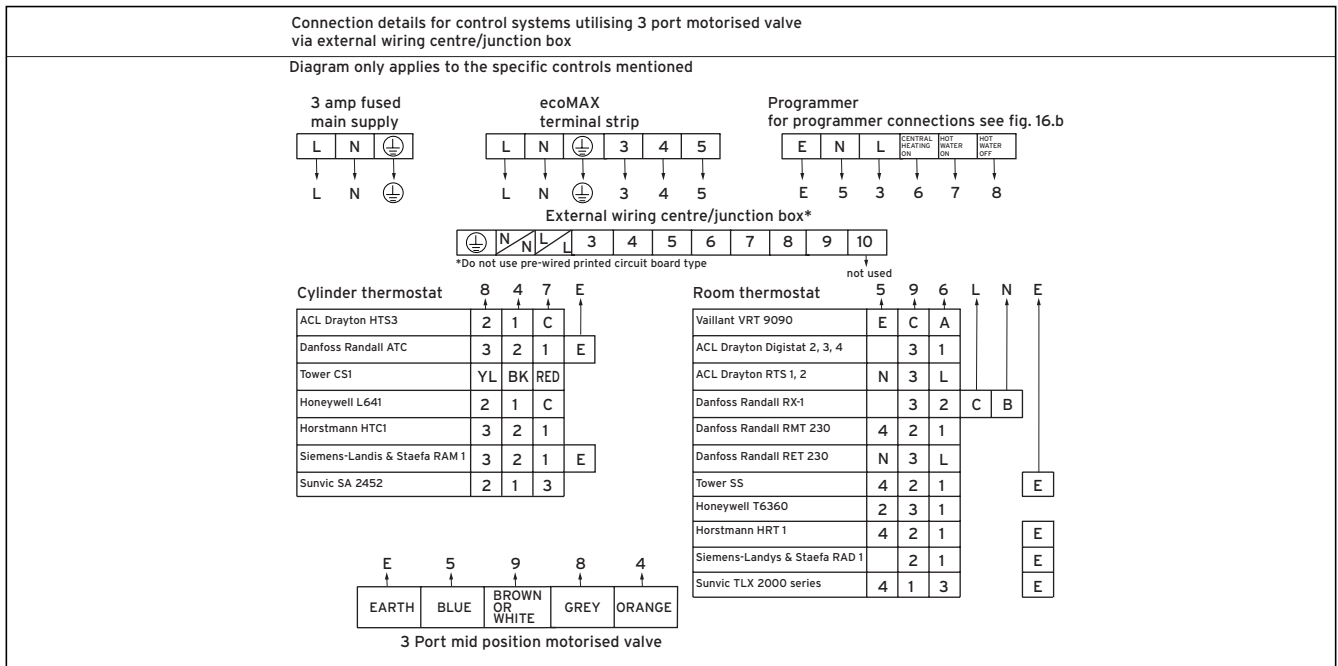 Connection details for control systems utilising 3 port motorised valve
via external wiring centre/junction box
Diagram only applies to the specific controls mentioned
3 amp fused
main supply
L N
L N
ecoMAX
terminal strip
L N 3 4 5
L N 3 4 5
Programmer
for programmer connections see fig. 16.b
E N L CENTRAL HEATING ON HOT WATER ON HOT WATER OFF
E 5 3 6 7 8
External wiring centre/junction box*
N N L L 3 4 5 6 7 8 9 10
*Do not use pre-wired printed circuit board type
not used
Cylinder thermostat 8 4 7 E
ACL Drayton HTS3 2 1 C
Danfoss Randall ATC 3 2 1 E
Tower CS1 YL BK RED
Honeywell L641 2 1 C
Horstmann HTC1 3 2 1
Siemens-Landis & Staefa RAM 1 3 2 1 E
Sunvic SA 2452 2 1 3
Room thermostat 5 9 6 L N E
Vaillant VRT 9090 E C A
ACL Drayton Digistat 2, 3, 4 3 1
ACL Drayton RTS 1, 2 N 3 L
Danfoss Randall RX-1 3 2 C B
Danfoss Randall RMT 230 4 2 1
Danfoss Randall RET 230 N 3 L
Tower SS 4 2 1 E
Honeywell T6360 2 3 1
Horstmann HRT 1 4 2 1 E
Siemens-Landys & Staefa RAD 1 2 1 E
Sunvic TLX 2000 series 4 1 3 E
E 5 9 8 4
EARTH BLUE BROWN OR WHITE GREY ORANGE
3 Port mid position motorised valve